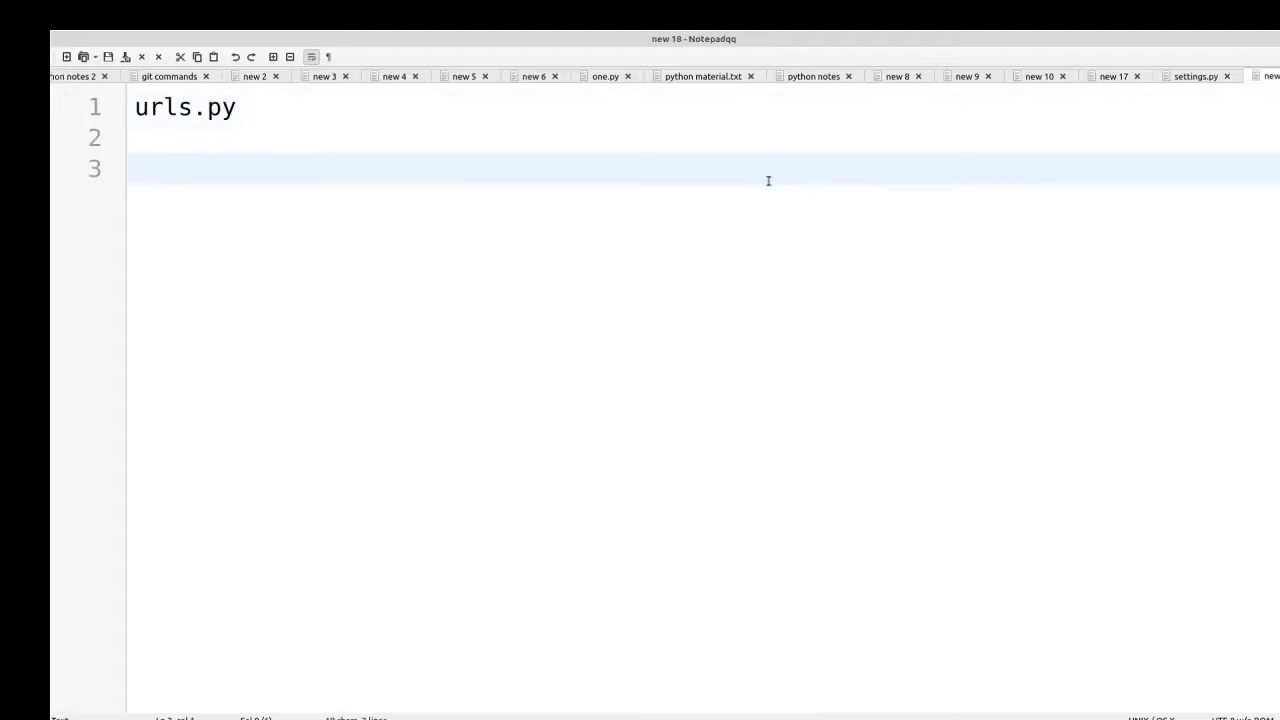 new 18 - Notepadqq
hon notes 2 git commands new 2 new 3 new 4 new 5 new 6 one.py python material.txt python notes new 8 new 9 new 10 new 17 settings.py new
1 urls.py
2
3